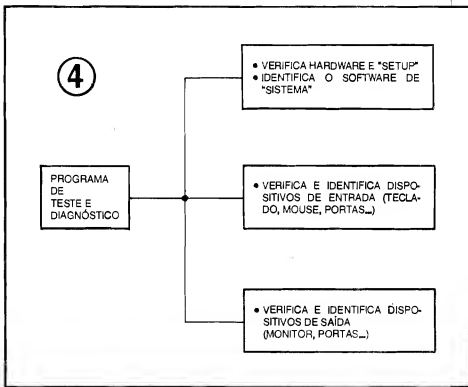 4
• VERIFICA HARDWARE E "SETUP"
• IDENTIFICA O SOFTWARE DE
"SISTEMA"
PROGRAMA
DE
TESTE E
DIAGNÓSTICO
• VERIFICA E IDENTIFICA DISPO-
SITIVOS DE ENTRADA (TECLA-
DO, MOUSE, PORTAS...)
• VERIFICA E IDENTIFICA DISPO-
SITIVOS DE SAÍDA
(MONITOR, PORTAS...)